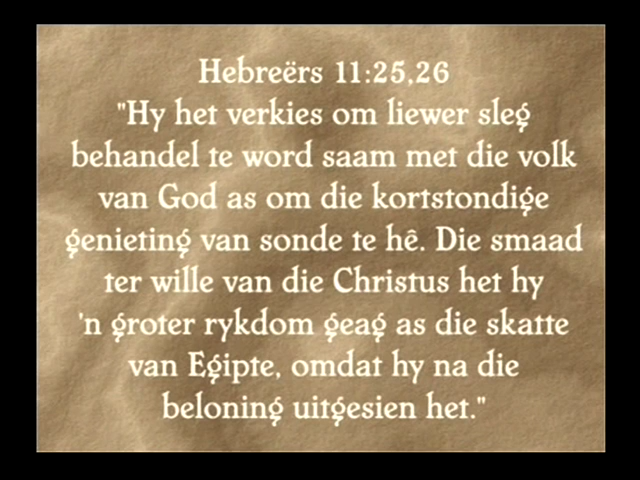 Hebreërs 11:25,26
"Hy het verkies om liewer sleg
behandel te word saam met die volk
van God as om die kortstondige
genieting van sonde te hê. Die smaad
ter wille van die Christus het hy
'n groter rykdom geag as die skatte
van Egipte, omdat hy na die
beloning uitgesien het."